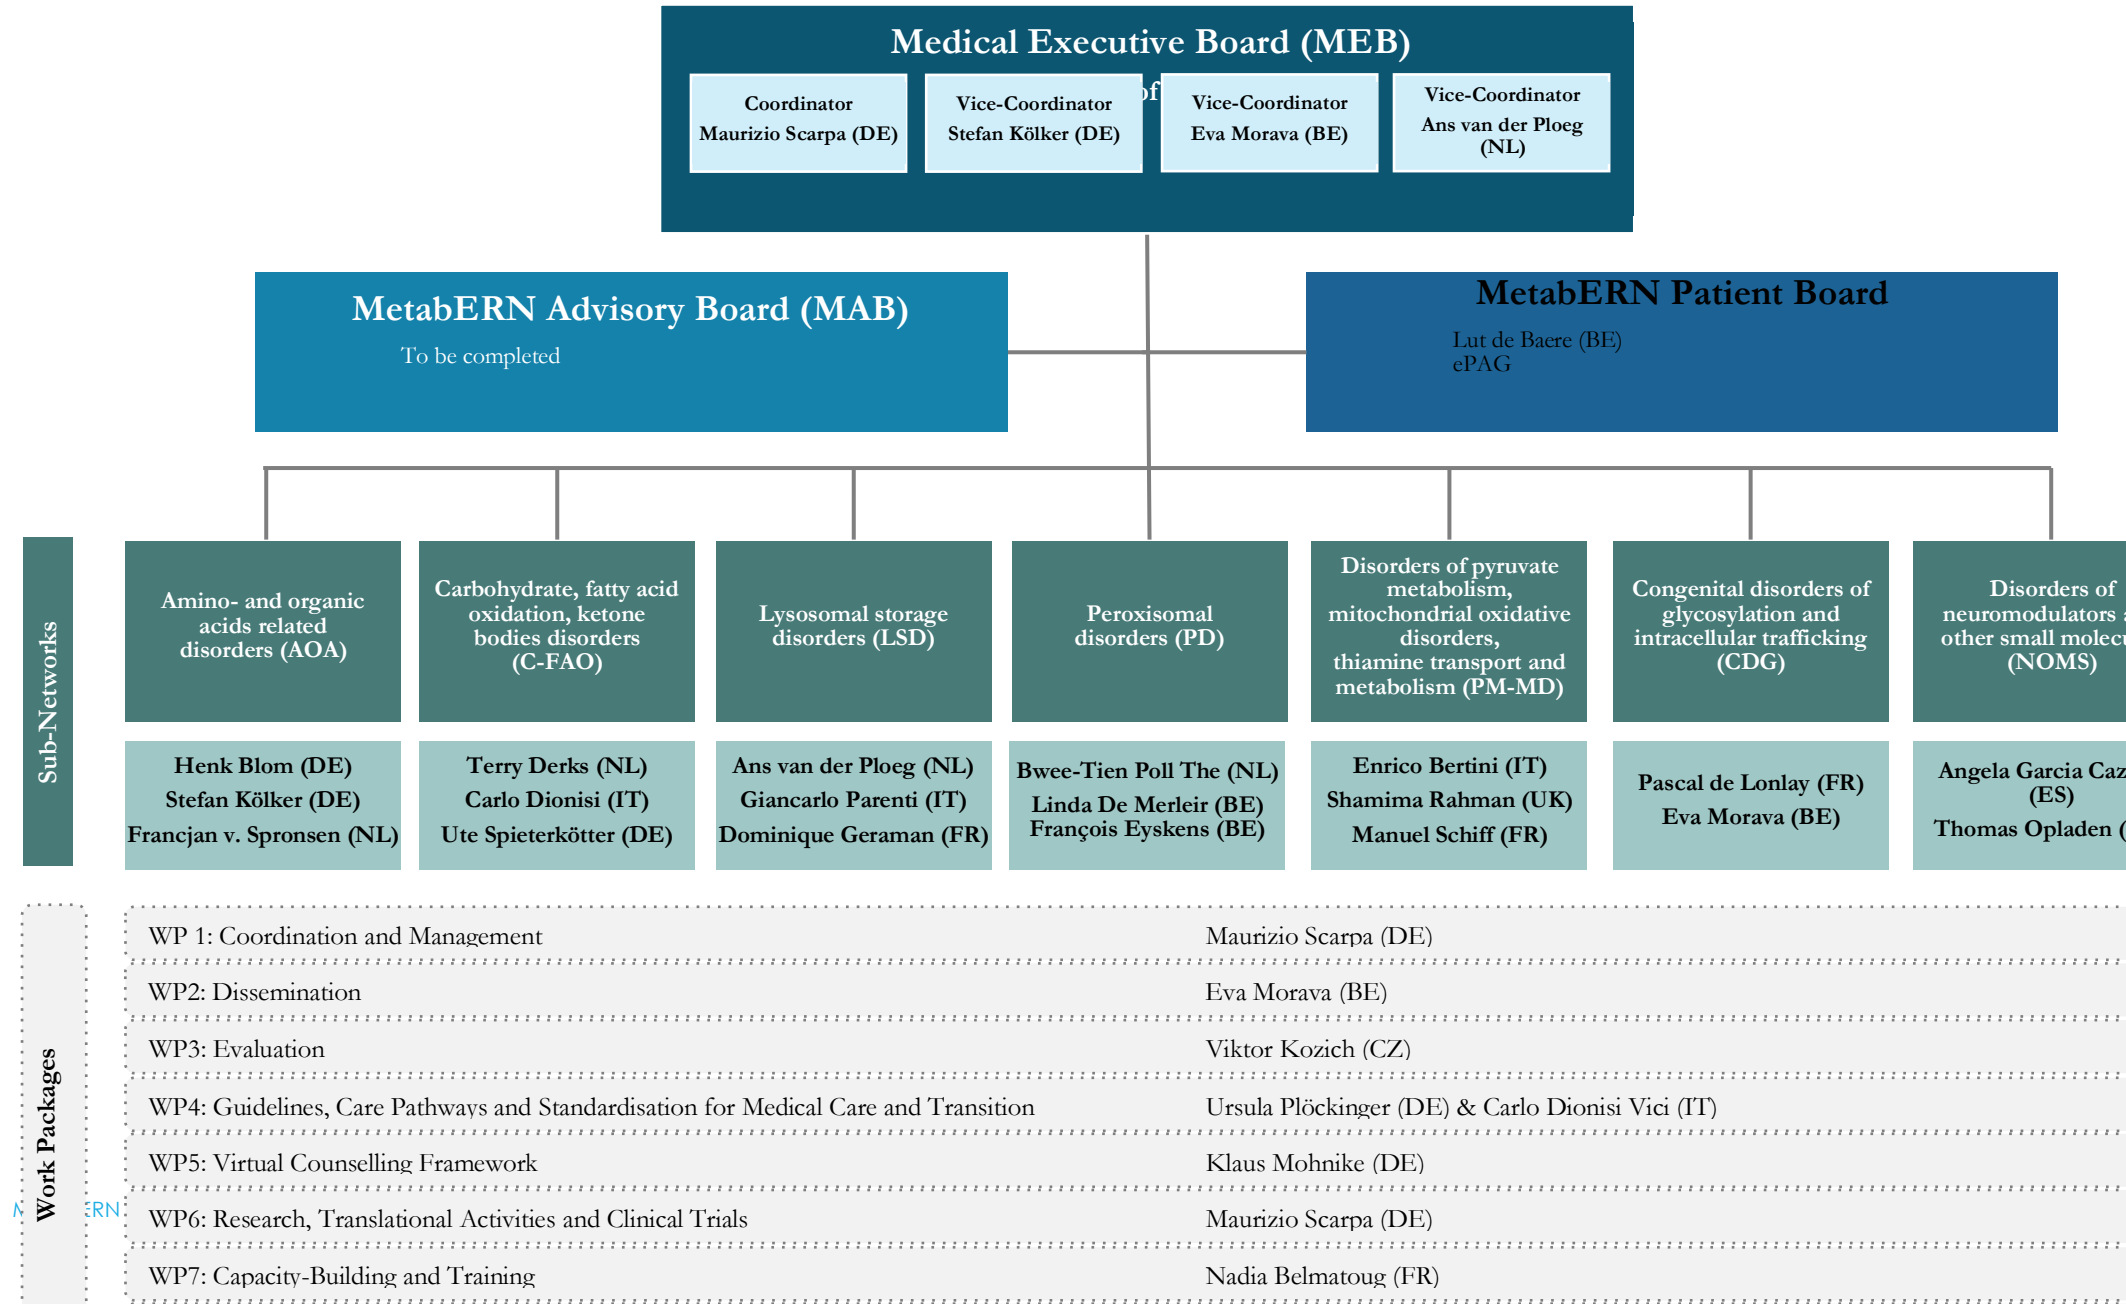 Medical Executive Board (MEB)
of
Coordinator
Maurizio Scarpa (DE)
Vice-Coordinator
Stefan Kölker (DE)
Vice-Coordinator
Eva Morava (BE)
Vice-Coordinator
Ans van der Ploeg
(NL)
MetabERN Advisory Board (MAB)
To be completed
MetabERN Patient Board
Lut de Baere (BE)
ePAG
Sub-Networks
Amino- and organic
acids related
disorders (AOA)
Carbohydrate, fatty acid
oxidation, ketone
bodies disorders
(C-FAO)
Lysosomal storage
disorders (LSD)
Peroxisomal
disorders (PD)
Disorders of pyruvate
metabolism,
mitochondrial oxidative
disorders,
thiamine transport and
metabolism (PM-MD)
Congenital disorders of
glycosylation and
intracellular trafficking
(CDG)
Disorders of
neuromodulators
other small
(NOMS)
Henk Blom (DE)
Stefan Kölker (DE)
Francjan v. Spronsen (NL)
Terry Derks (NL)
Carlo Dionisi (IT)
Ute Spieterkötter (DE)
Ans van der Ploeg (NL)
Giancarlo Parenti (IT)
Dominique Geraman (FR)
Bwee-Tien Poll The (NL)
Linda De Merleir (BE)
François Eyskens (BE)
Enrico Bertini (IT)
Shamima Rahman (UK)
Manuel Schiff (FR)
Pascal de Lonlay (FR)
Eva Morava (BE)
Angela Garcia
(ES)
Thomas Opladen
Work Packages
WP 1: Coordination and Management Maurizio Scarpa (DE)
WP2: Dissemination Eva Morava (BE)
WP3: Evaluation Viktor Kozich (CZ)
WP4: Guidelines, Care Pathways and Standardisation for Medical Care and Transition Ursula Plöckinger (DE) & Carlo Dionisi Vici (IT)
WP5: Virtual Counselling Framework Klaus Mohnike (DE)
WP6: Research, Translational Activities and Clinical Trials Maurizio Scarpa (DE)
WP7: Capacity-Building and Training Nadia Belmatoug (FR)